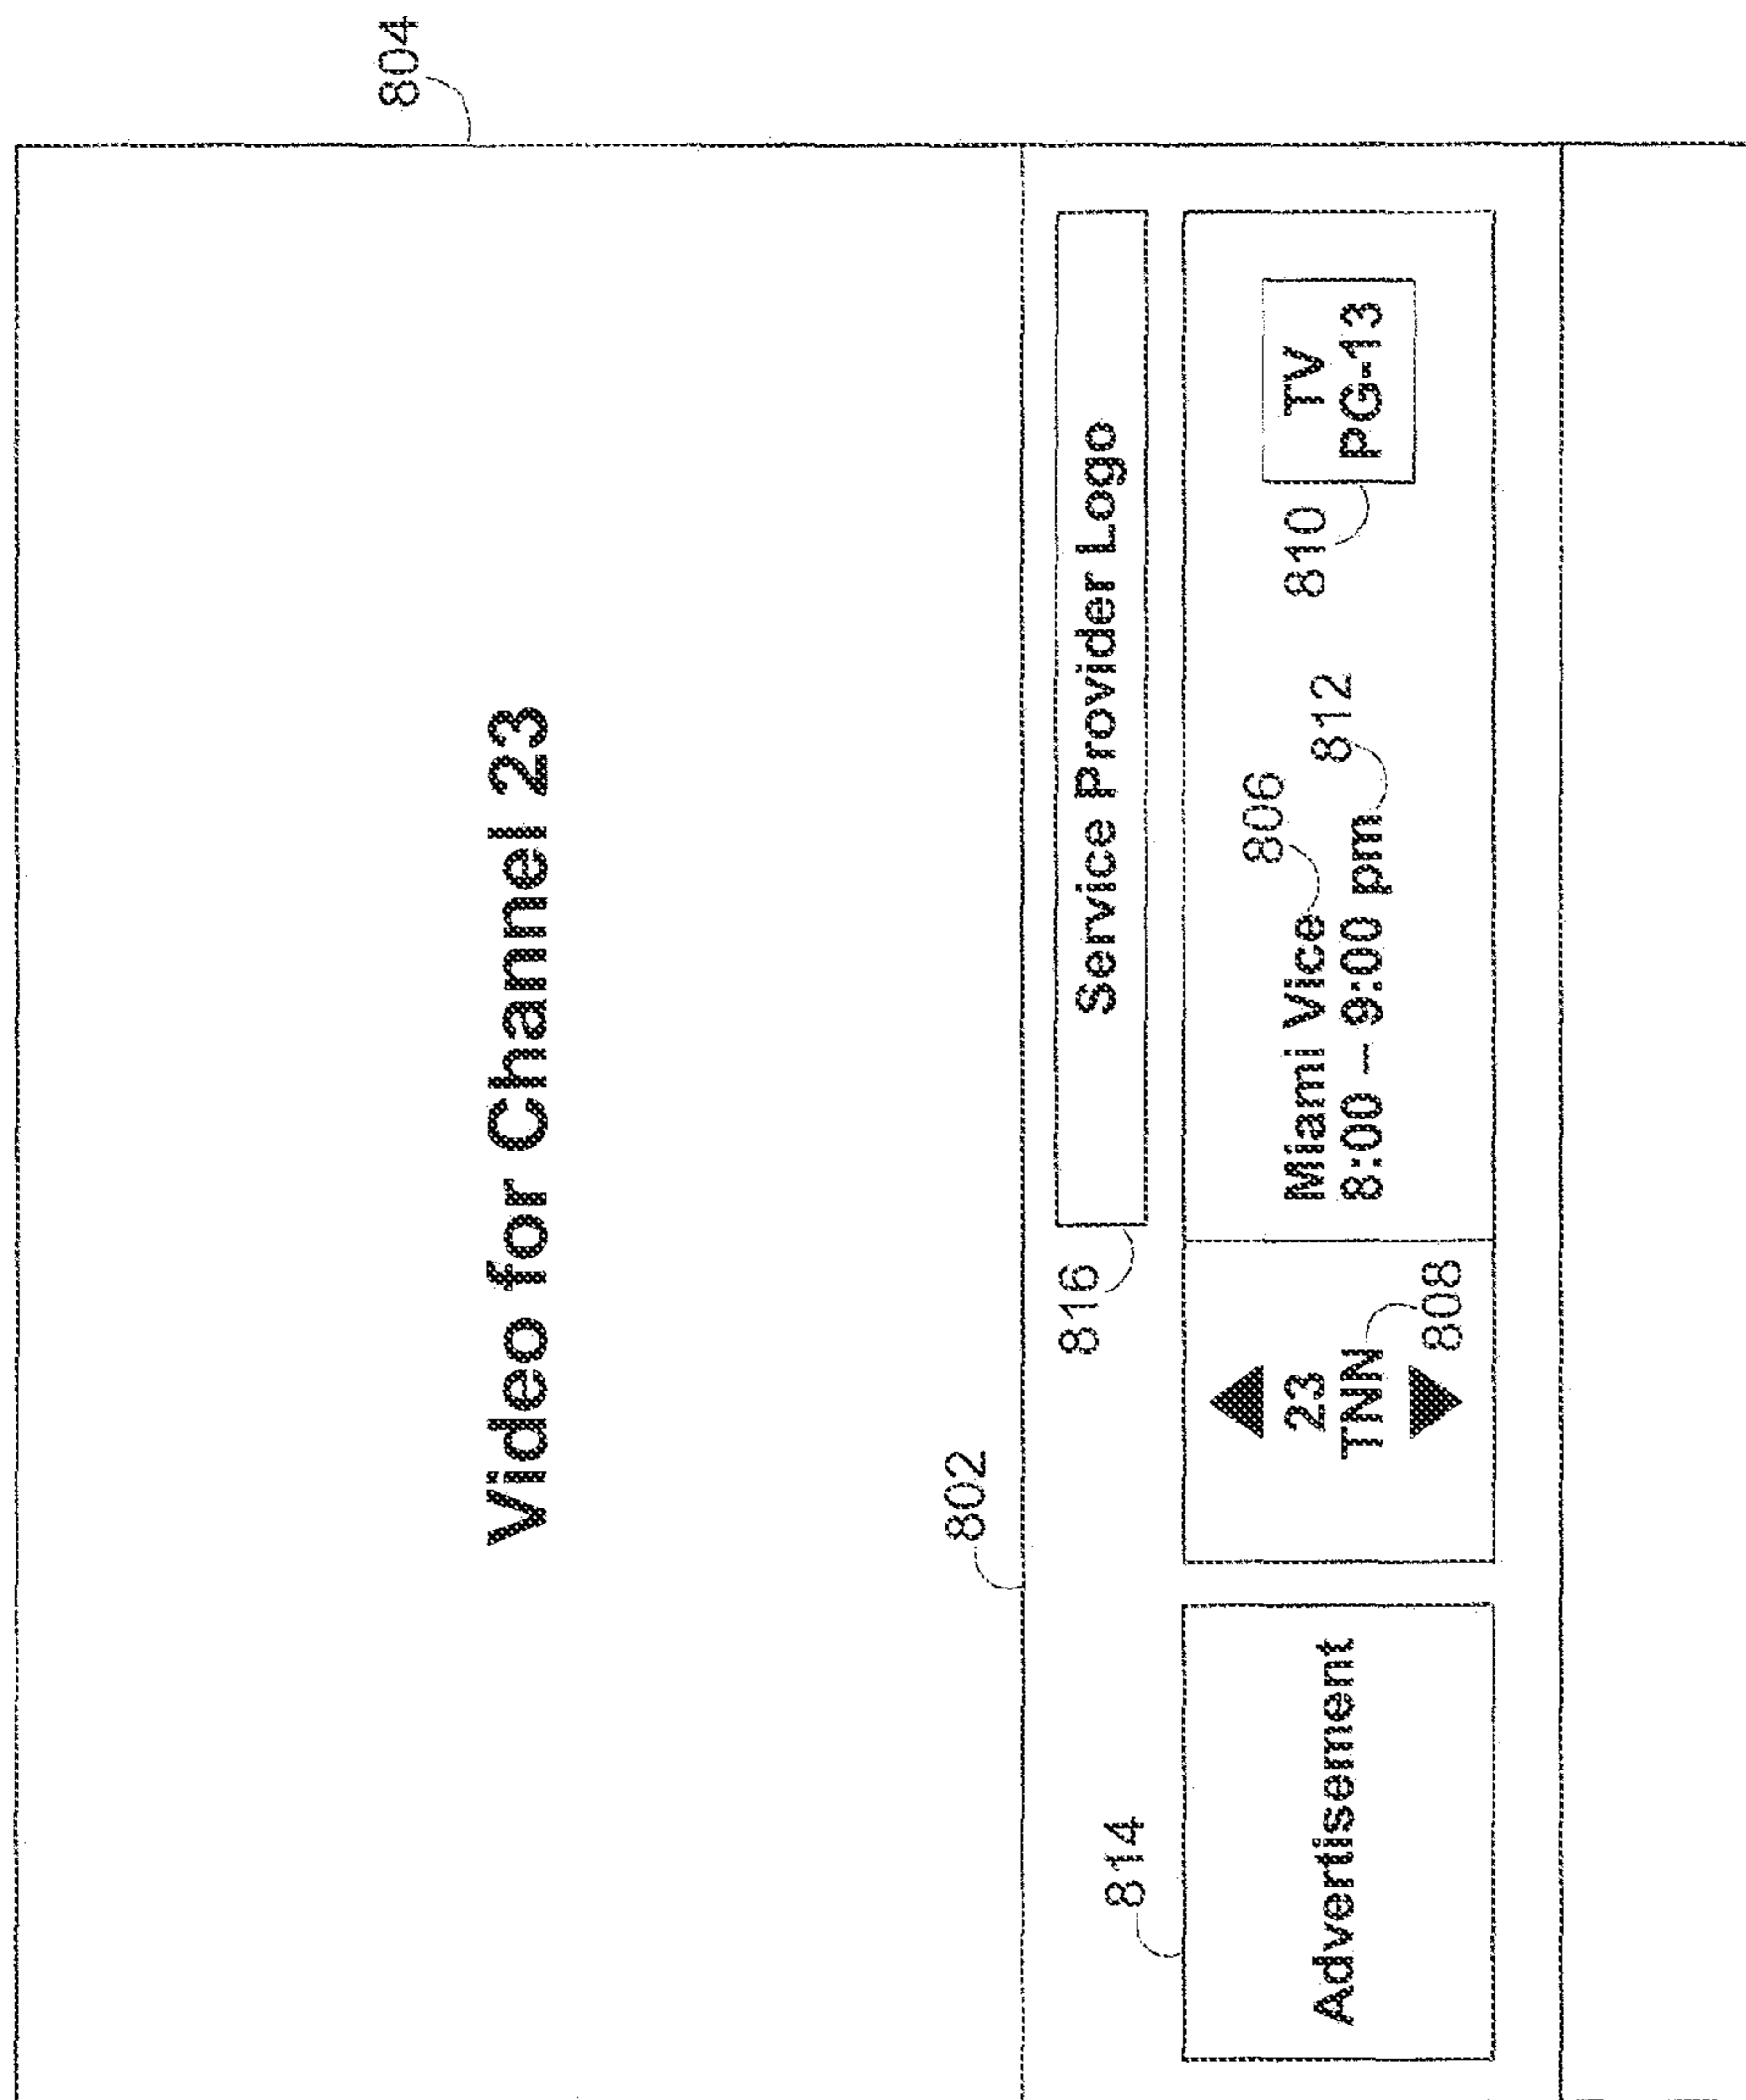 804
Video for Channel 23
802
816
Service Provider Logo
814
Advertisement
23
TNN
808
Miami Vice
806
8:00 – 9:00 pm
812
810
TV
PG-13